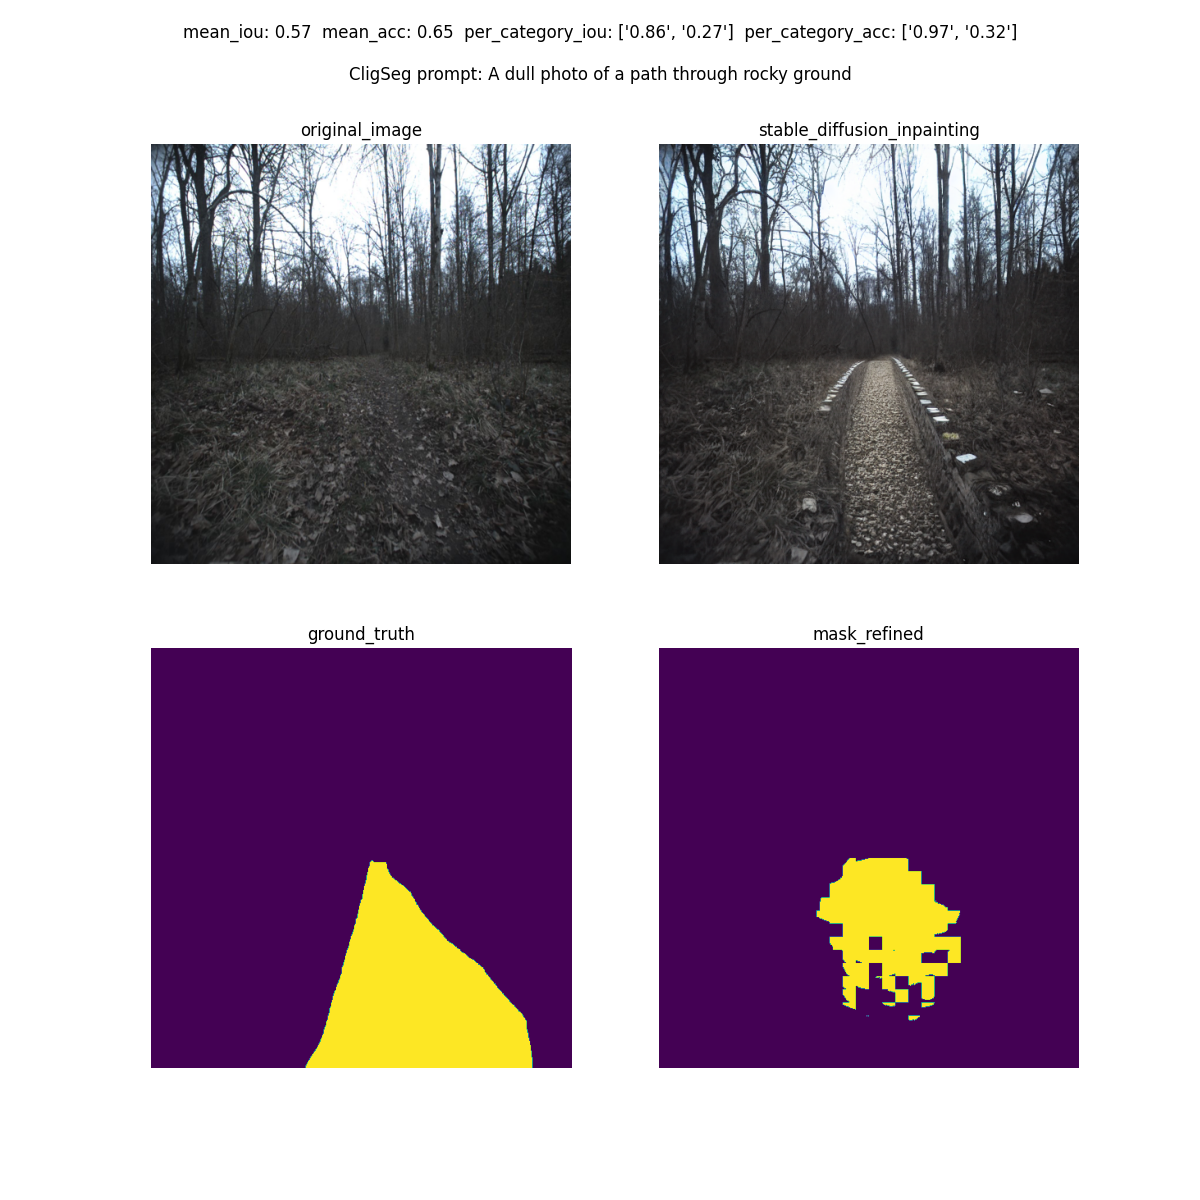 mean_iou: 0.57  mean_acc: 0.65  per_category_iou: ['0.86', '0.27']  per_category_acc: ['0.97', '0.32']
CligSeg prompt: A dull photo of a path through rocky ground
original_image
stable_diffusion_inpainting
ground_truth
mask_refined